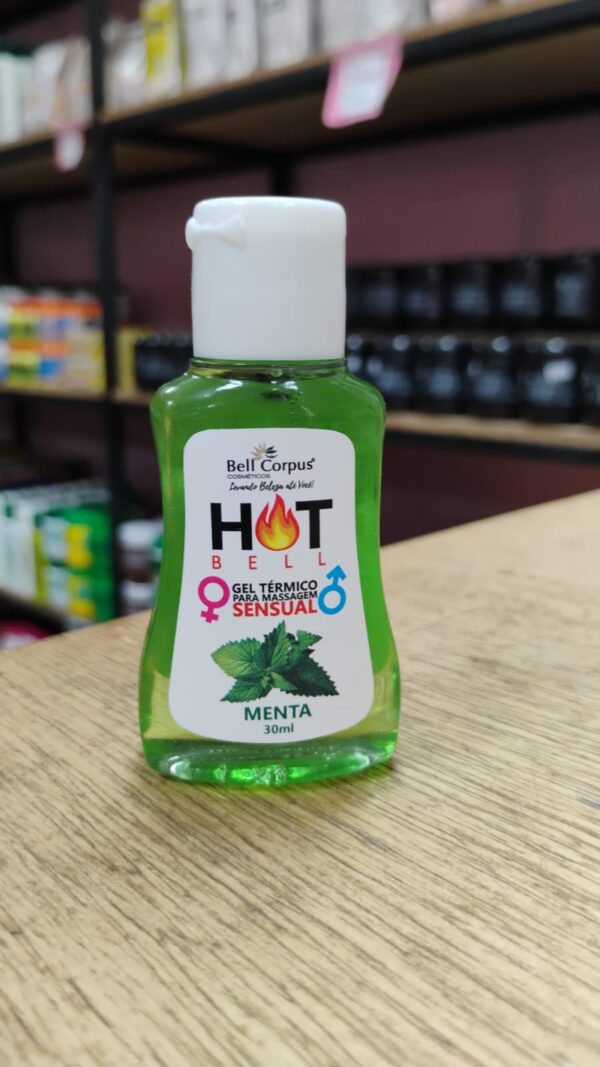 Bell Corpus®
COSMÉTICOS
Levando Beleza até Você!
HOT
BELL
GEL TÉRMICO
PARA MASSAGEM
SENSUAL
MENTA
30ml